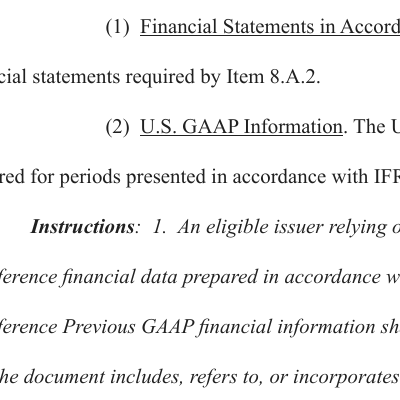 (1) Financial Statements in Accord
cial statements required by Item 8.A.2.
(2) U.S. GAAP Information. The U
red for periods presented in accordance with IFR
Instructions: 1. An eligible issuer relying o
ference financial data prepared in accordance w
ference Previous GAAP financial information sh
he document includes, refers to, or incorporates